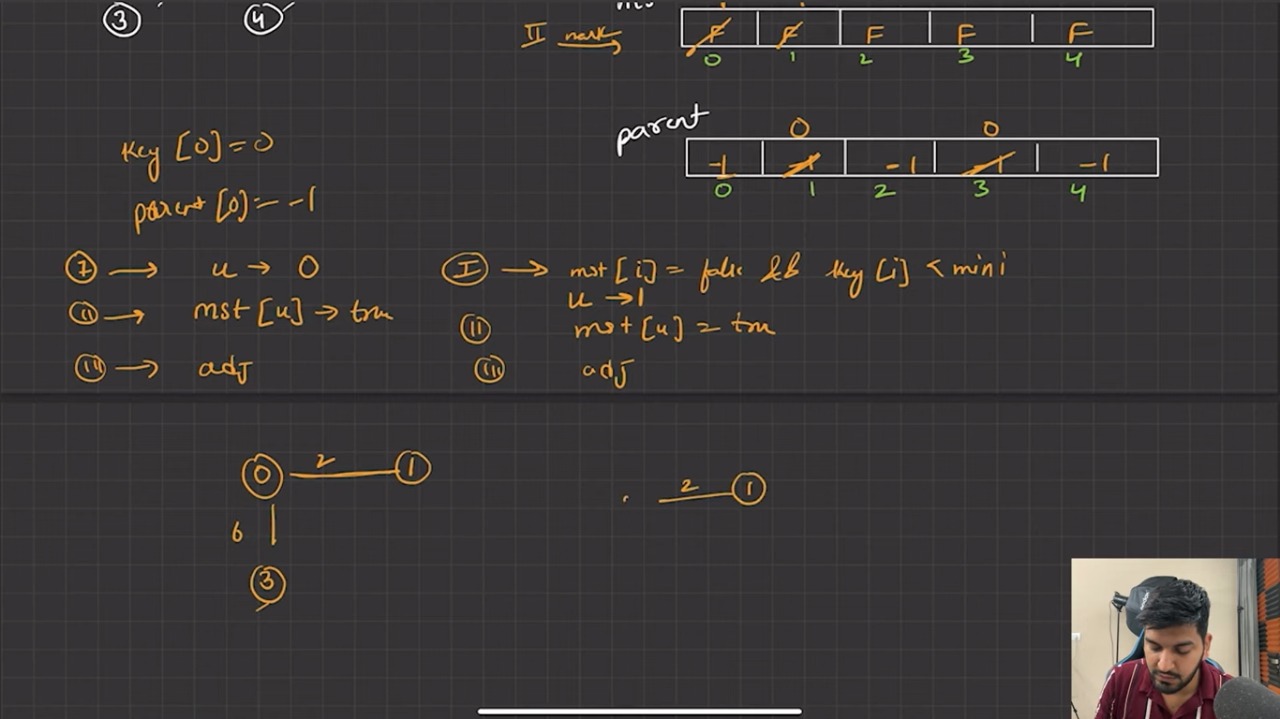 3 4
II mark →
F F F F F
0 1 2 3 4
parent
0 0
-1 -1 -1 -1 -1
0 1 2 3 4
key [0] = 0
parent [0] = -1
I → u → 0
II → mst [u] → true
III → adj
I → mst [i] = false && key [i] < mini
u → 1
II mst [u] = true
III adj
0 2 1
6
3
2 1